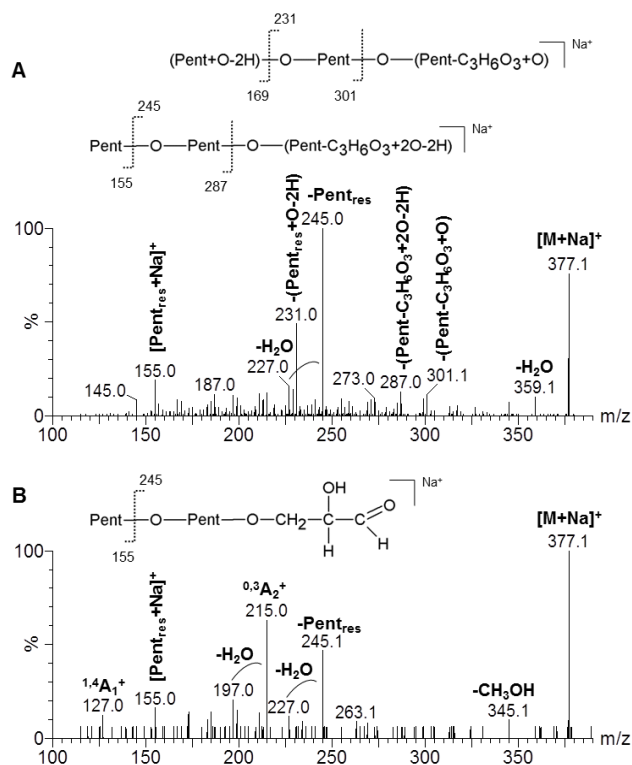 A
231
(Pent+O-2H)—O—Pent—O—(Pent-C₃H₆O₃+O)
Na⁺
169
301
245
Pent—O—Pent—O—(Pent-C₃H₆O₃+2O-2H)
Na⁺
155
287
100
%
0
[Pentres+Na]⁺
-(Pentres+O-2H)
-Pentres
-(Pent-C₃H₆O₃+2O-2H)
-(Pent-C₃H₆O₃+O)
[M+Na]⁺
245.0
377.1
231.0
-H₂O
227.0
-H₂O
145.0
155.0
187.0
273.0
287.0
301.1
359.1
100
150
200
250
300
350
m/z
B
245
Pent—O—Pent—O—CH₂—C—C
OH
O
H
H
Na⁺
155
100
%
0
[M+Na]⁺
377.1
[Pentres+Na]⁺
0,3A₂⁺
215.0
-Pentres
245.1
-H₂O
-H₂O
1,4A₁⁺
127.0
155.0
197.0
227.0
263.1
-CH₃OH
345.1
100
150
200
250
300
350
m/z